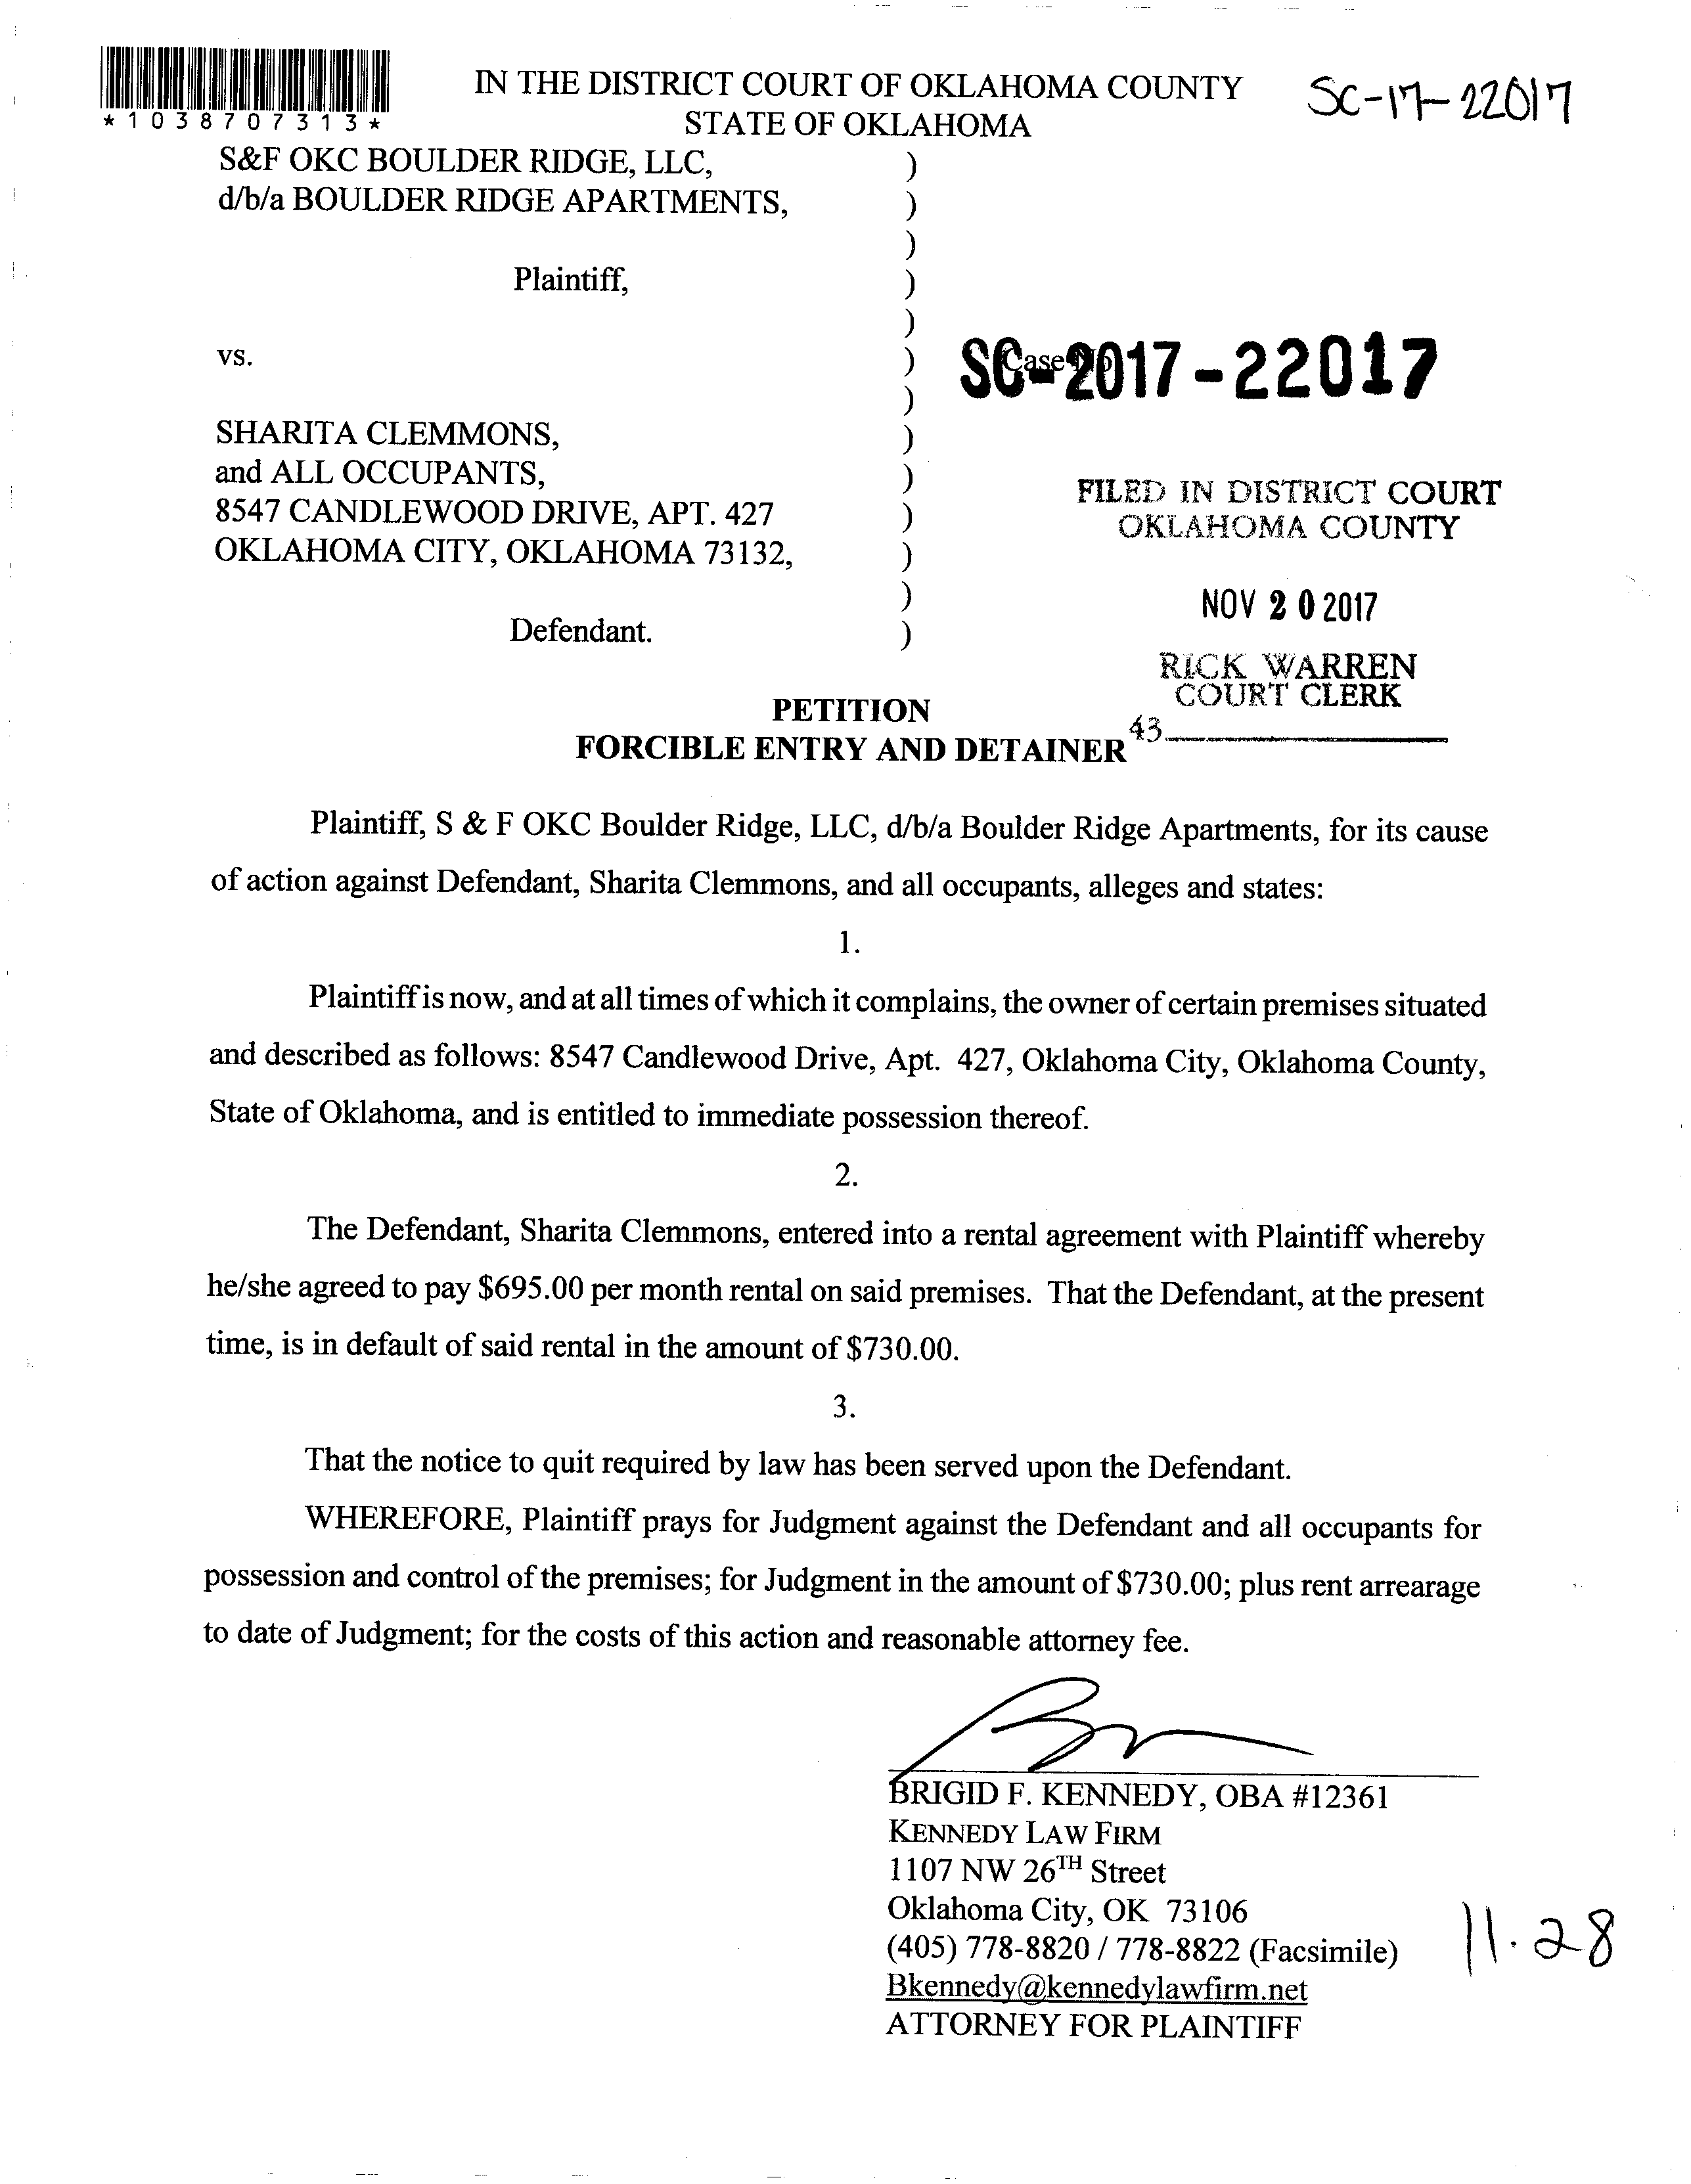 IN THE DISTRICT COURT OF OKLAHOMA COUNTY
SC-17-22017
*1038707313*
STATE OF OKLAHOMA
S&F OKC BOULDER RIDGE, LLC, )
d/b/a BOULDER RIDGE APARTMENTS, )
)
Plaintiff, )
)
vs. )
Case No.
SC-2017-22017
)
SHARITA CLEMMONS, )
and ALL OCCUPANTS, )
8547 CANDLEWOOD DRIVE, APT. 427 )
OKLAHOMA CITY, OKLAHOMA 73132, )
)
Defendant. )
FILED IN DISTRICT COURT
OKLAHOMA COUNTY
NOV 20 2017
RICK WARREN
COURT CLERK
43
PETITION
FORCIBLE ENTRY AND DETAINER
Plaintiff, S & F OKC Boulder Ridge, LLC, d/b/a Boulder Ridge Apartments, for its cause
of action against Defendant, Sharita Clemmons, and all occupants, alleges and states:
1.
Plaintiff is now, and at all times of which it complains, the owner of certain premises situated
and described as follows: 8547 Candlewood Drive, Apt. 427, Oklahoma City, Oklahoma County,
State of Oklahoma, and is entitled to immediate possession thereof.
2.
The Defendant, Sharita Clemmons, entered into a rental agreement with Plaintiff whereby
he/she agreed to pay $695.00 per month rental on said premises. That the Defendant, at the present
time, is in default of said rental in the amount of $730.00.
3.
That the notice to quit required by law has been served upon the Defendant.
WHEREFORE, Plaintiff prays for Judgment against the Defendant and all occupants for
possession and control of the premises; for Judgment in the amount of $730.00; plus rent arrearage
to date of Judgment; for the costs of this action and reasonable attorney fee.
BRIGID F. KENNEDY, OBA #12361
KENNEDY LAW FIRM
1107 NW 26TH Street
Oklahoma City, OK 73106
(405) 778-8820 / 778-8822 (Facsimile)
Bkennedy@kennedylawfirm.net
ATTORNEY FOR PLAINTIFF
11.28